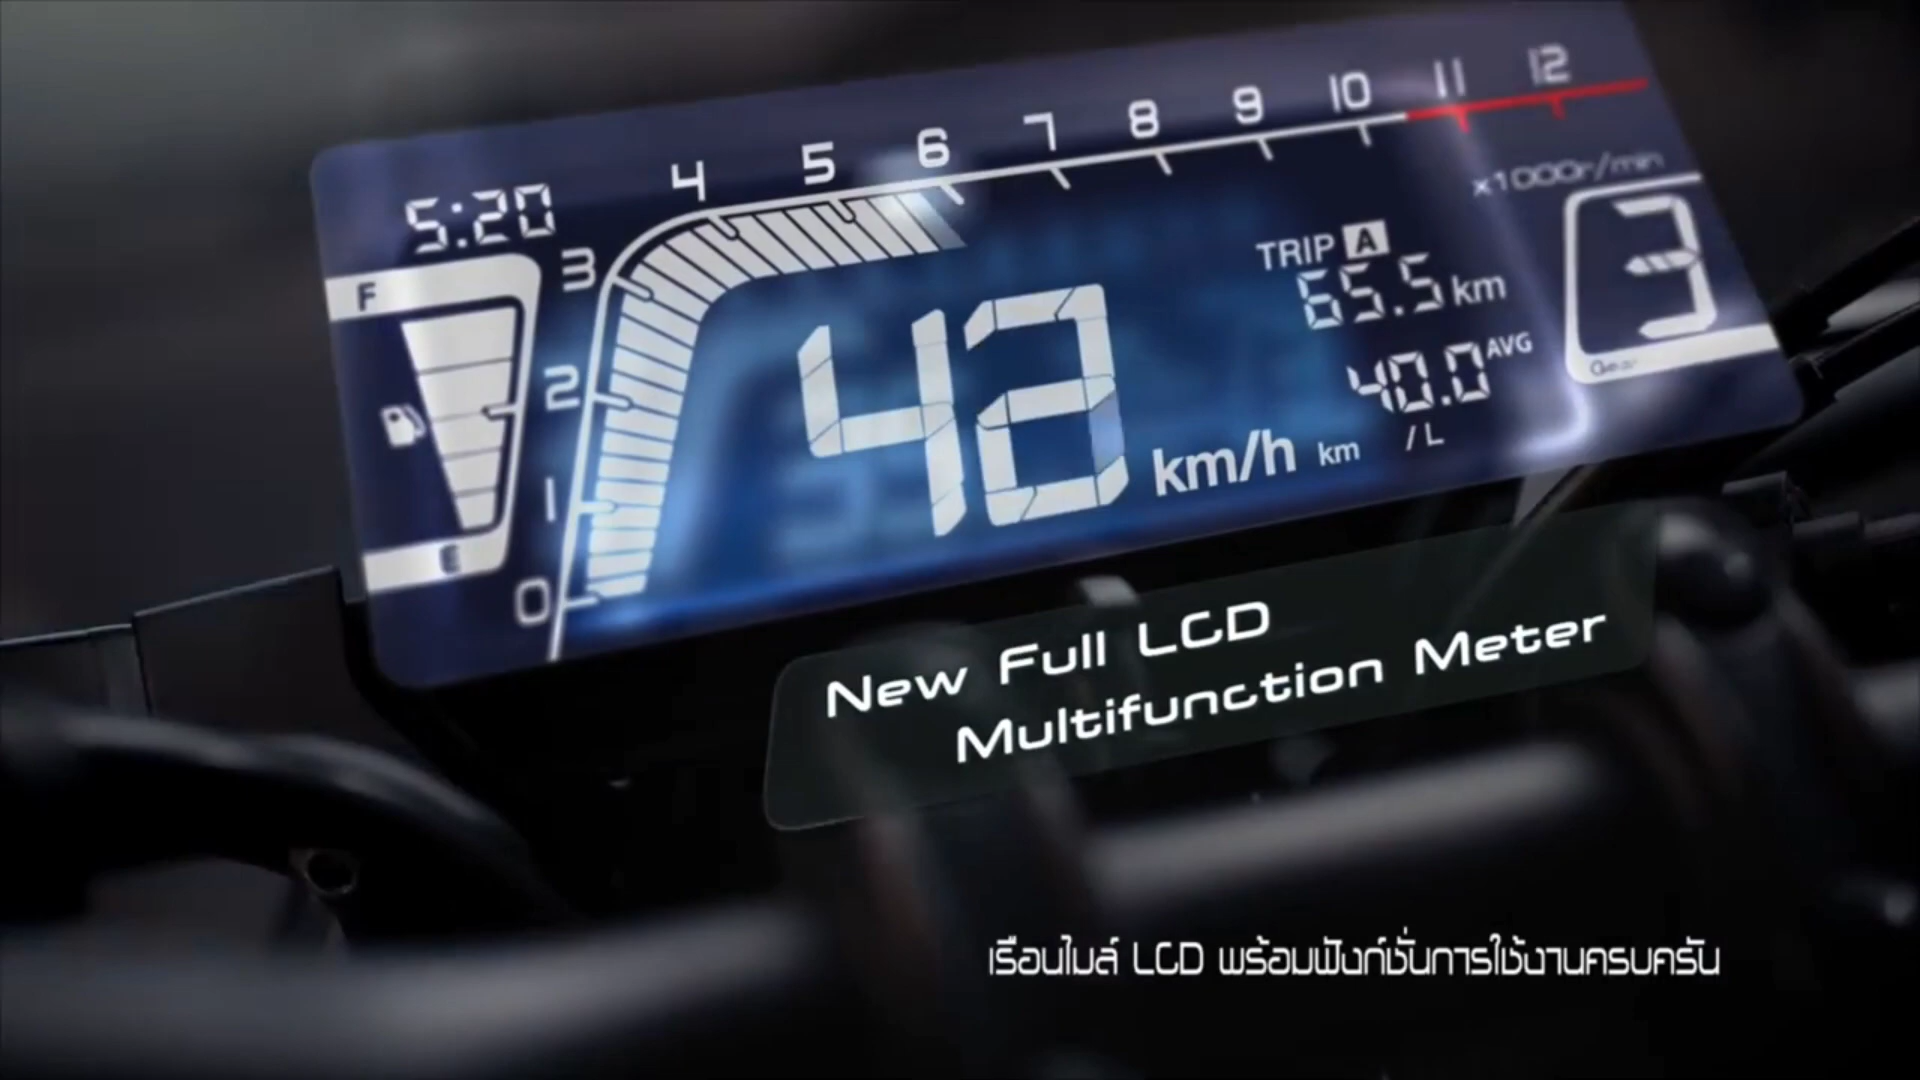 5:20
F
E
0
1
2
3
4
5
6
7
8
9
10
11
12
x1000r/min
TRIP A
65.5 km
40.0 AVG
km /L
42 km/h
3
Gear
New Full LCD
Multifunction Meter
เรือนไมล์ LCD พร้อมฟังก์ชั่นการใช้งานครบครัน